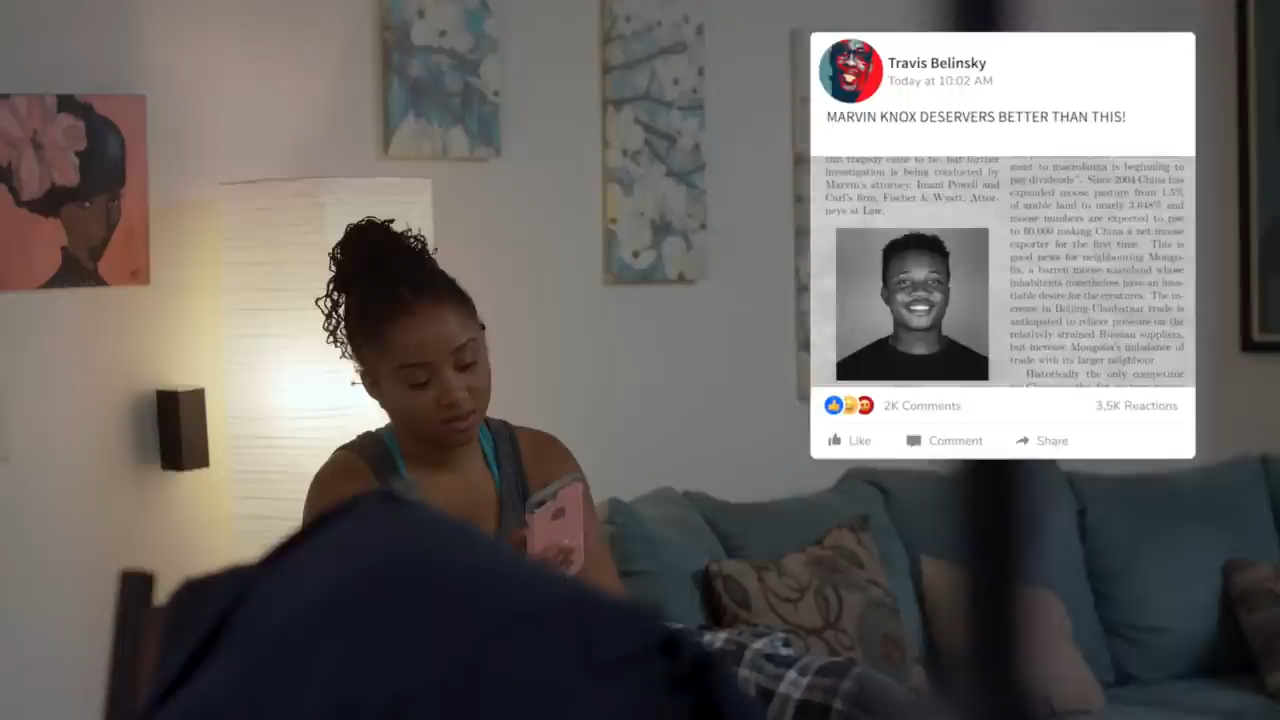 Travis Belinsky
Today at 10:02 AM
MARVIN KNOX DESERVERS BETTER THAN THIS!
this tragedy came to be, but further
investigation is being conducted by
Marvin's attorney, Imani Powell and
Carl's firm, Fischer & Wyatt, Attor-
neys at Law.
ment to macrofauna is beginning to
pay dividends". Since 2004 China has
expanded moose pasture from 1.5%
of arable land to nearly 3.648% and
moose numbers are expected to rise
to 60,000 making China a net moose
exporter for the first time. This is
good news for neighbouring Mongo-
lia, a barren moose wasteland whose
inhabitants nonetheless have an insa-
tiable desire for the creatures. The in-
crease in Beijing-Ulanbataar trade is
anticipated to relieve pressure on the
relatively strained Russian suppliers,
but increase Mongolia's imbalance of
trade with its larger neighbour.
Historically the only competitor
2K Comments
3,5K Reactions
Like
Comment
Share